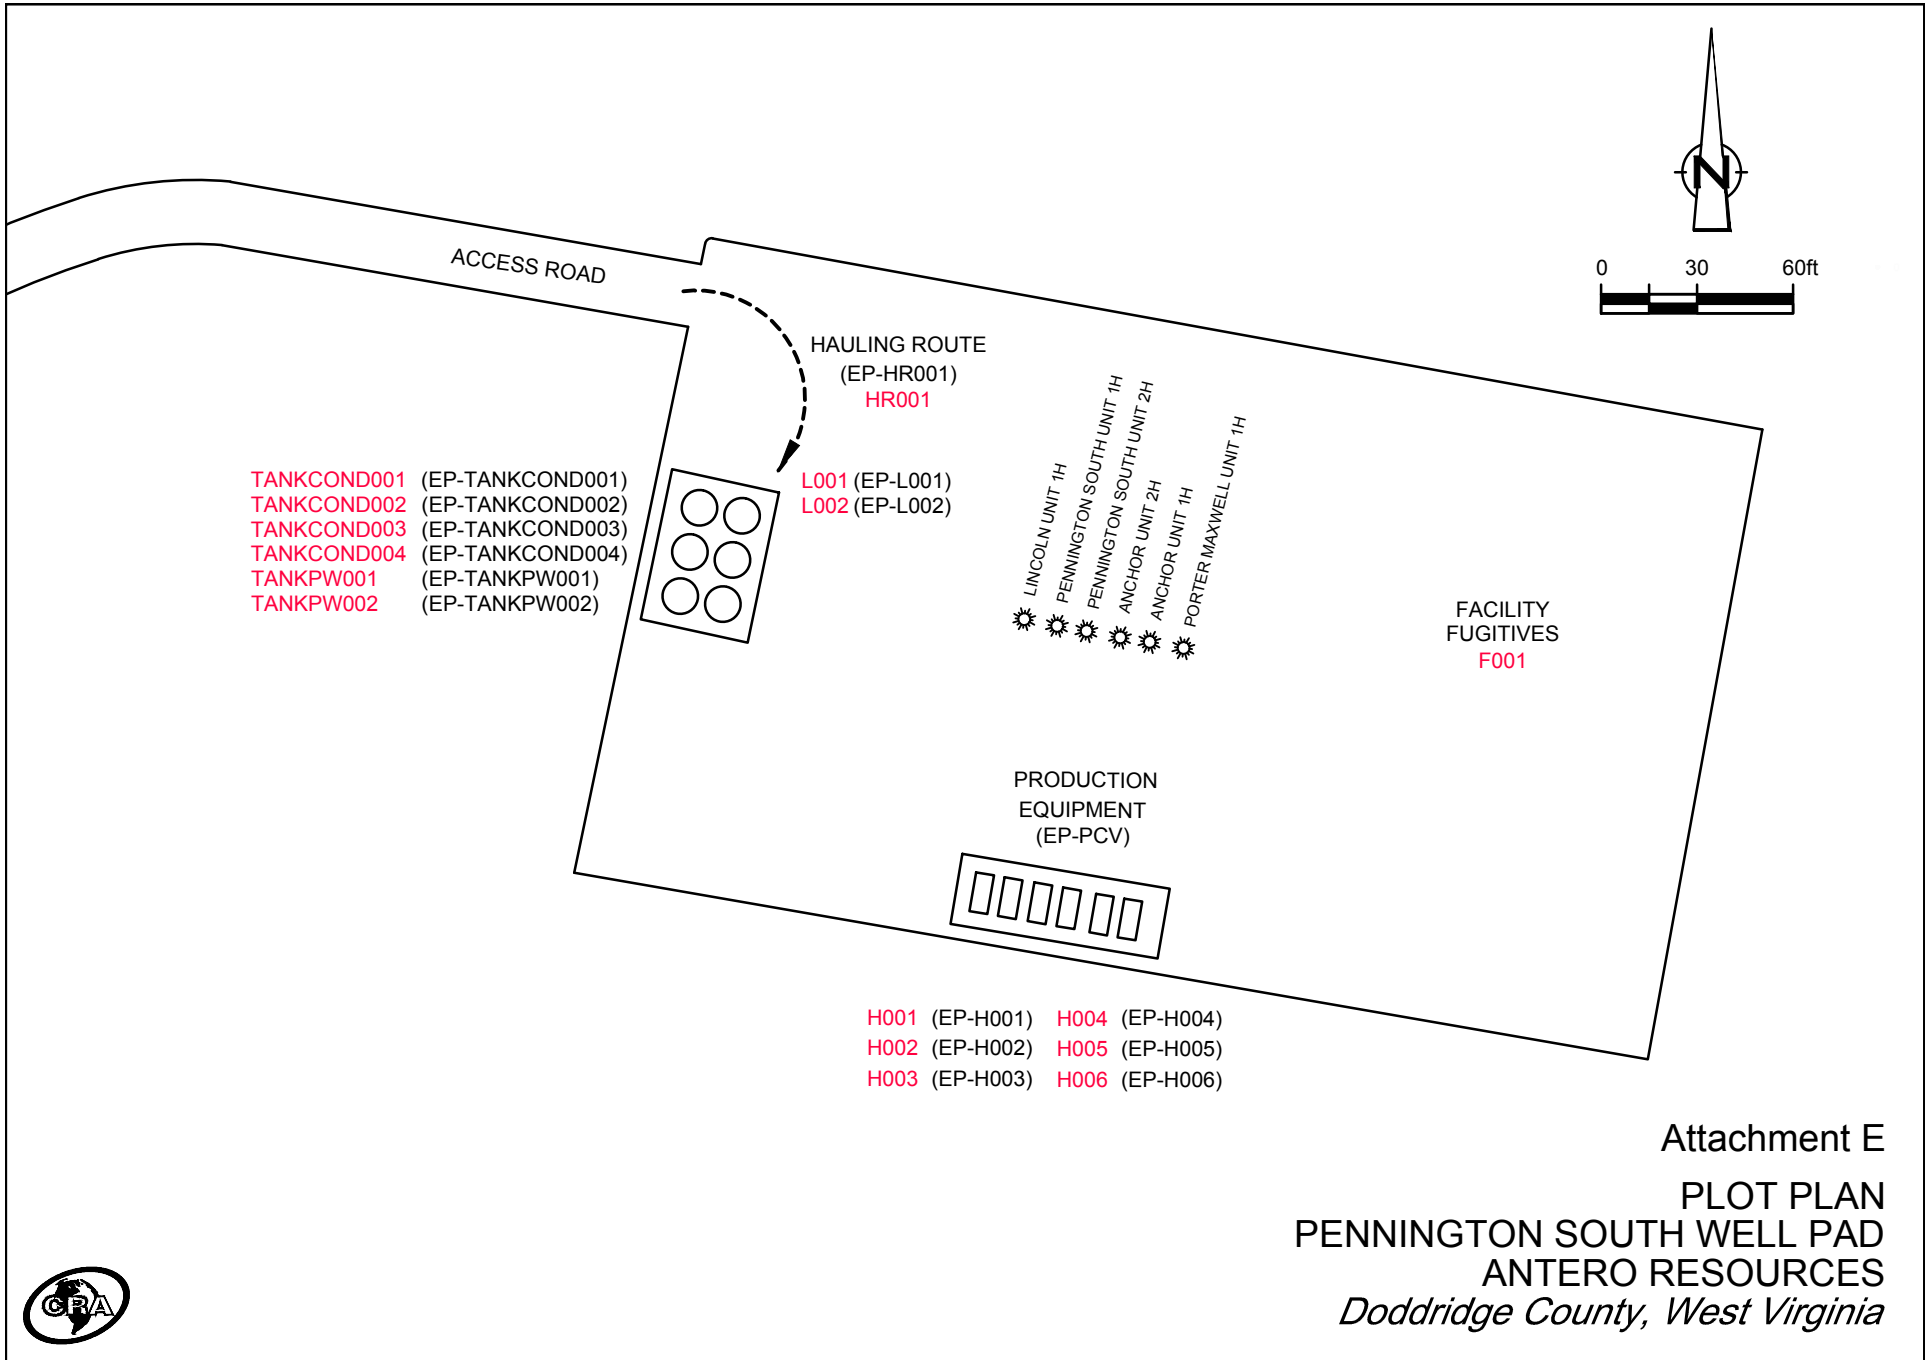 N
0 30 60ft
ACCESS ROAD
HAULING ROUTE
(EP-HR001)
HR001
TANKCOND001 (EP-TANKCOND001)
TANKCOND002 (EP-TANKCOND002)
TANKCOND003 (EP-TANKCOND003)
TANKCOND004 (EP-TANKCOND004)
TANKPW001 (EP-TANKPW001)
TANKPW002 (EP-TANKPW002)
L001 (EP-L001)
L002 (EP-L002)
LINCOLN UNIT 1H
PENNINGTON SOUTH UNIT 1H
PENNINGTON SOUTH UNIT 2H
ANCHOR UNIT 2H
ANCHOR UNIT 1H
PORTER MAXWELL UNIT 1H
FACILITY
FUGITIVES
F001
PRODUCTION
EQUIPMENT
(EP-PCV)
H001 (EP-H001) H004 (EP-H004)
H002 (EP-H002) H005 (EP-H005)
H003 (EP-H003) H006 (EP-H006)
Attachment E
PLOT PLAN
PENNINGTON SOUTH WELL PAD
ANTERO RESOURCES
Doddridge County, West Virginia
CRA